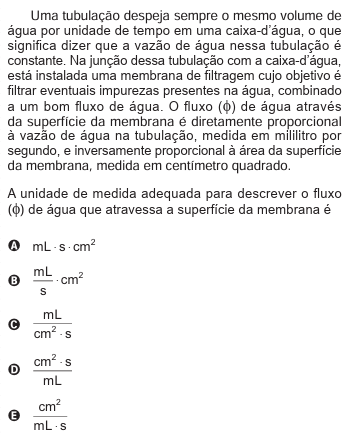 Uma tubulação despeja sempre o mesmo volume de
água por unidade de tempo em uma caixa-d'água, o que
significa dizer que a vazão de água nessa tubulação é
constante. Na junção dessa tubulação com a caixa-d'água,
está instalada uma membrana de filtragem cujo objetivo é
filtrar eventuais impurezas presentes na água, combinado
a um bom fluxo de água. O fluxo (ϕ) de água através
da superfície da membrana é diretamente proporcional
à vazão de água na tubulação, medida em mililitro por
segundo, e inversamente proporcional à área da superfície
da membrana, medida em centímetro quadrado.
A unidade de medida adequada para descrever o fluxo
(ϕ) de água que atravessa a superfície da membrana é
A mL · s · cm²
B mL/s · cm²
C mL/(cm² · s)
D (cm² · s)/mL
E cm²/(mL · s)